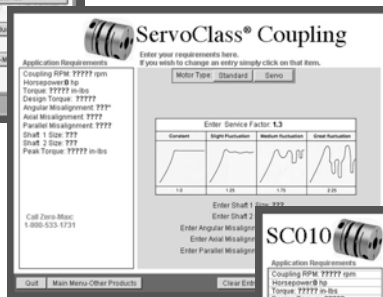 ServoClass® Coupling
Enter your requirements here.
If you wish to change an entry simply click on that item.
Application Requirements
Coupling RPM: ????? rpm
Horsepower:0 hp
Torque: ????? in-lbs
Design Torque: ?????
Angular Misalignment: ???°
Axial Misalignment: ????
Parallel Misalignment: ????
Shaft 1 Size: ???
Shaft 2 Size: ???
Peak Torque: ????? in-lbs
Motor Type: Standard Servo
Enter Service Factor: 1.3
Constant Slight Fluctuation Medium fluctuation Great fluctuation
1.0 1.25 1.75 2.25
Enter Shaft 1 Size: ???
Enter Shaft 2
Enter Angular Misalignm
Enter Axial Misalign
Enter Parallel Misalign
Call Zero-Max:
1-800-533-1731
Quit Main Menu-Other Products Clear Ent
SC010
Application Requirements
Coupling RPM: ????? rpm
Horsepower:0 hp
Torque: ????? in-lbs